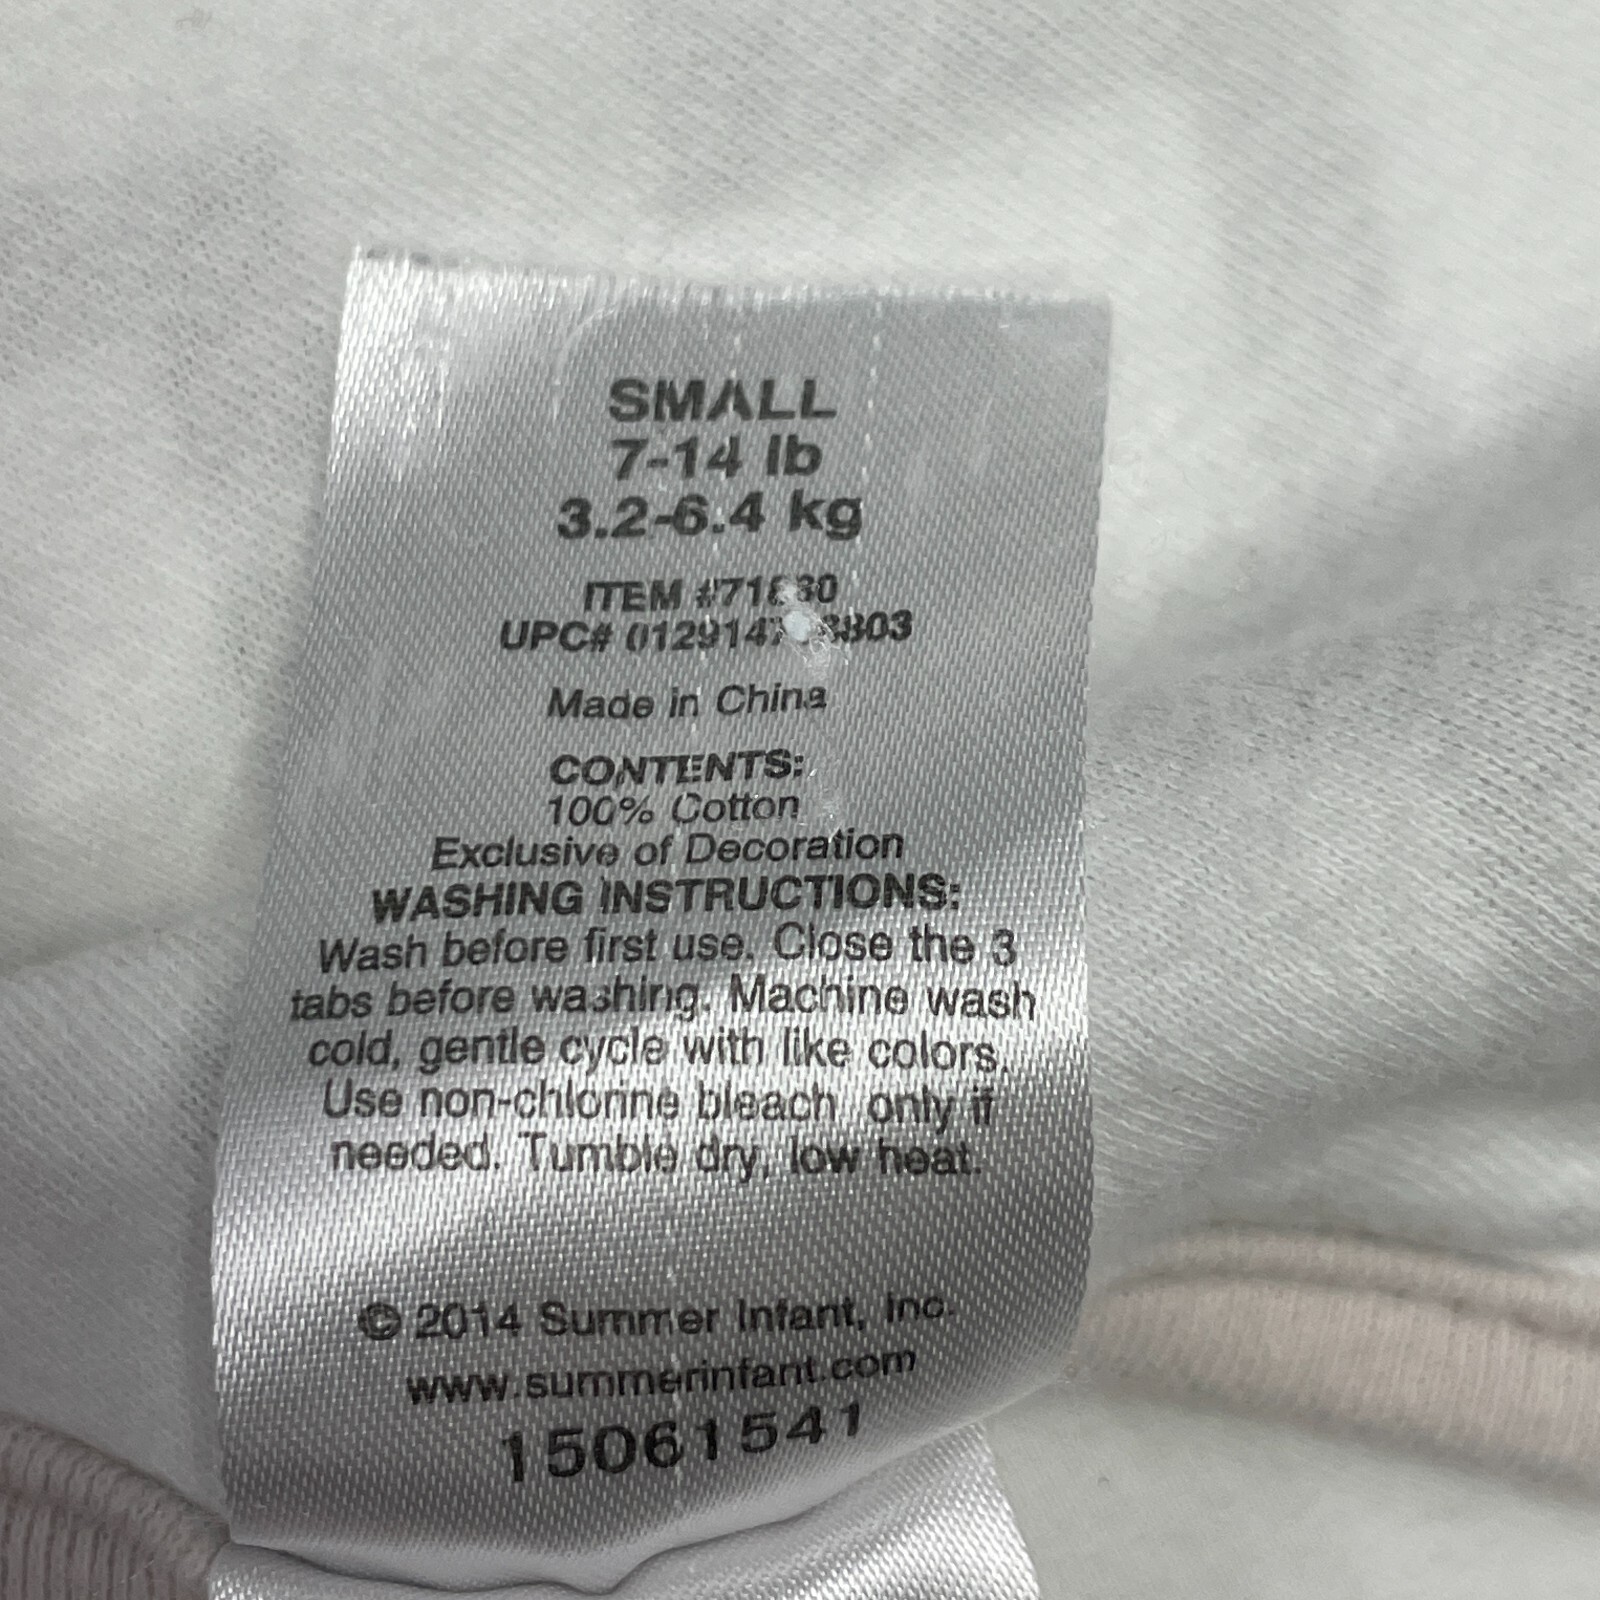 SMALL
7-14 lb
3.2-6.4 kg
ITEM
UPC#
Made in China
CONTENTS:
100% Cotton
Exclusive of Decoration
WASHING INSTRUCTIONS:
Wash before first use. Close the 3
tabs before washing. Machine wash
cold, gentle cycle with like colors.
Use non-chlorine bleach, only if
needed. Tumble dry, low heat.
© 2014 Summer Infant, Inc.
www.summerinfant.com
15061541